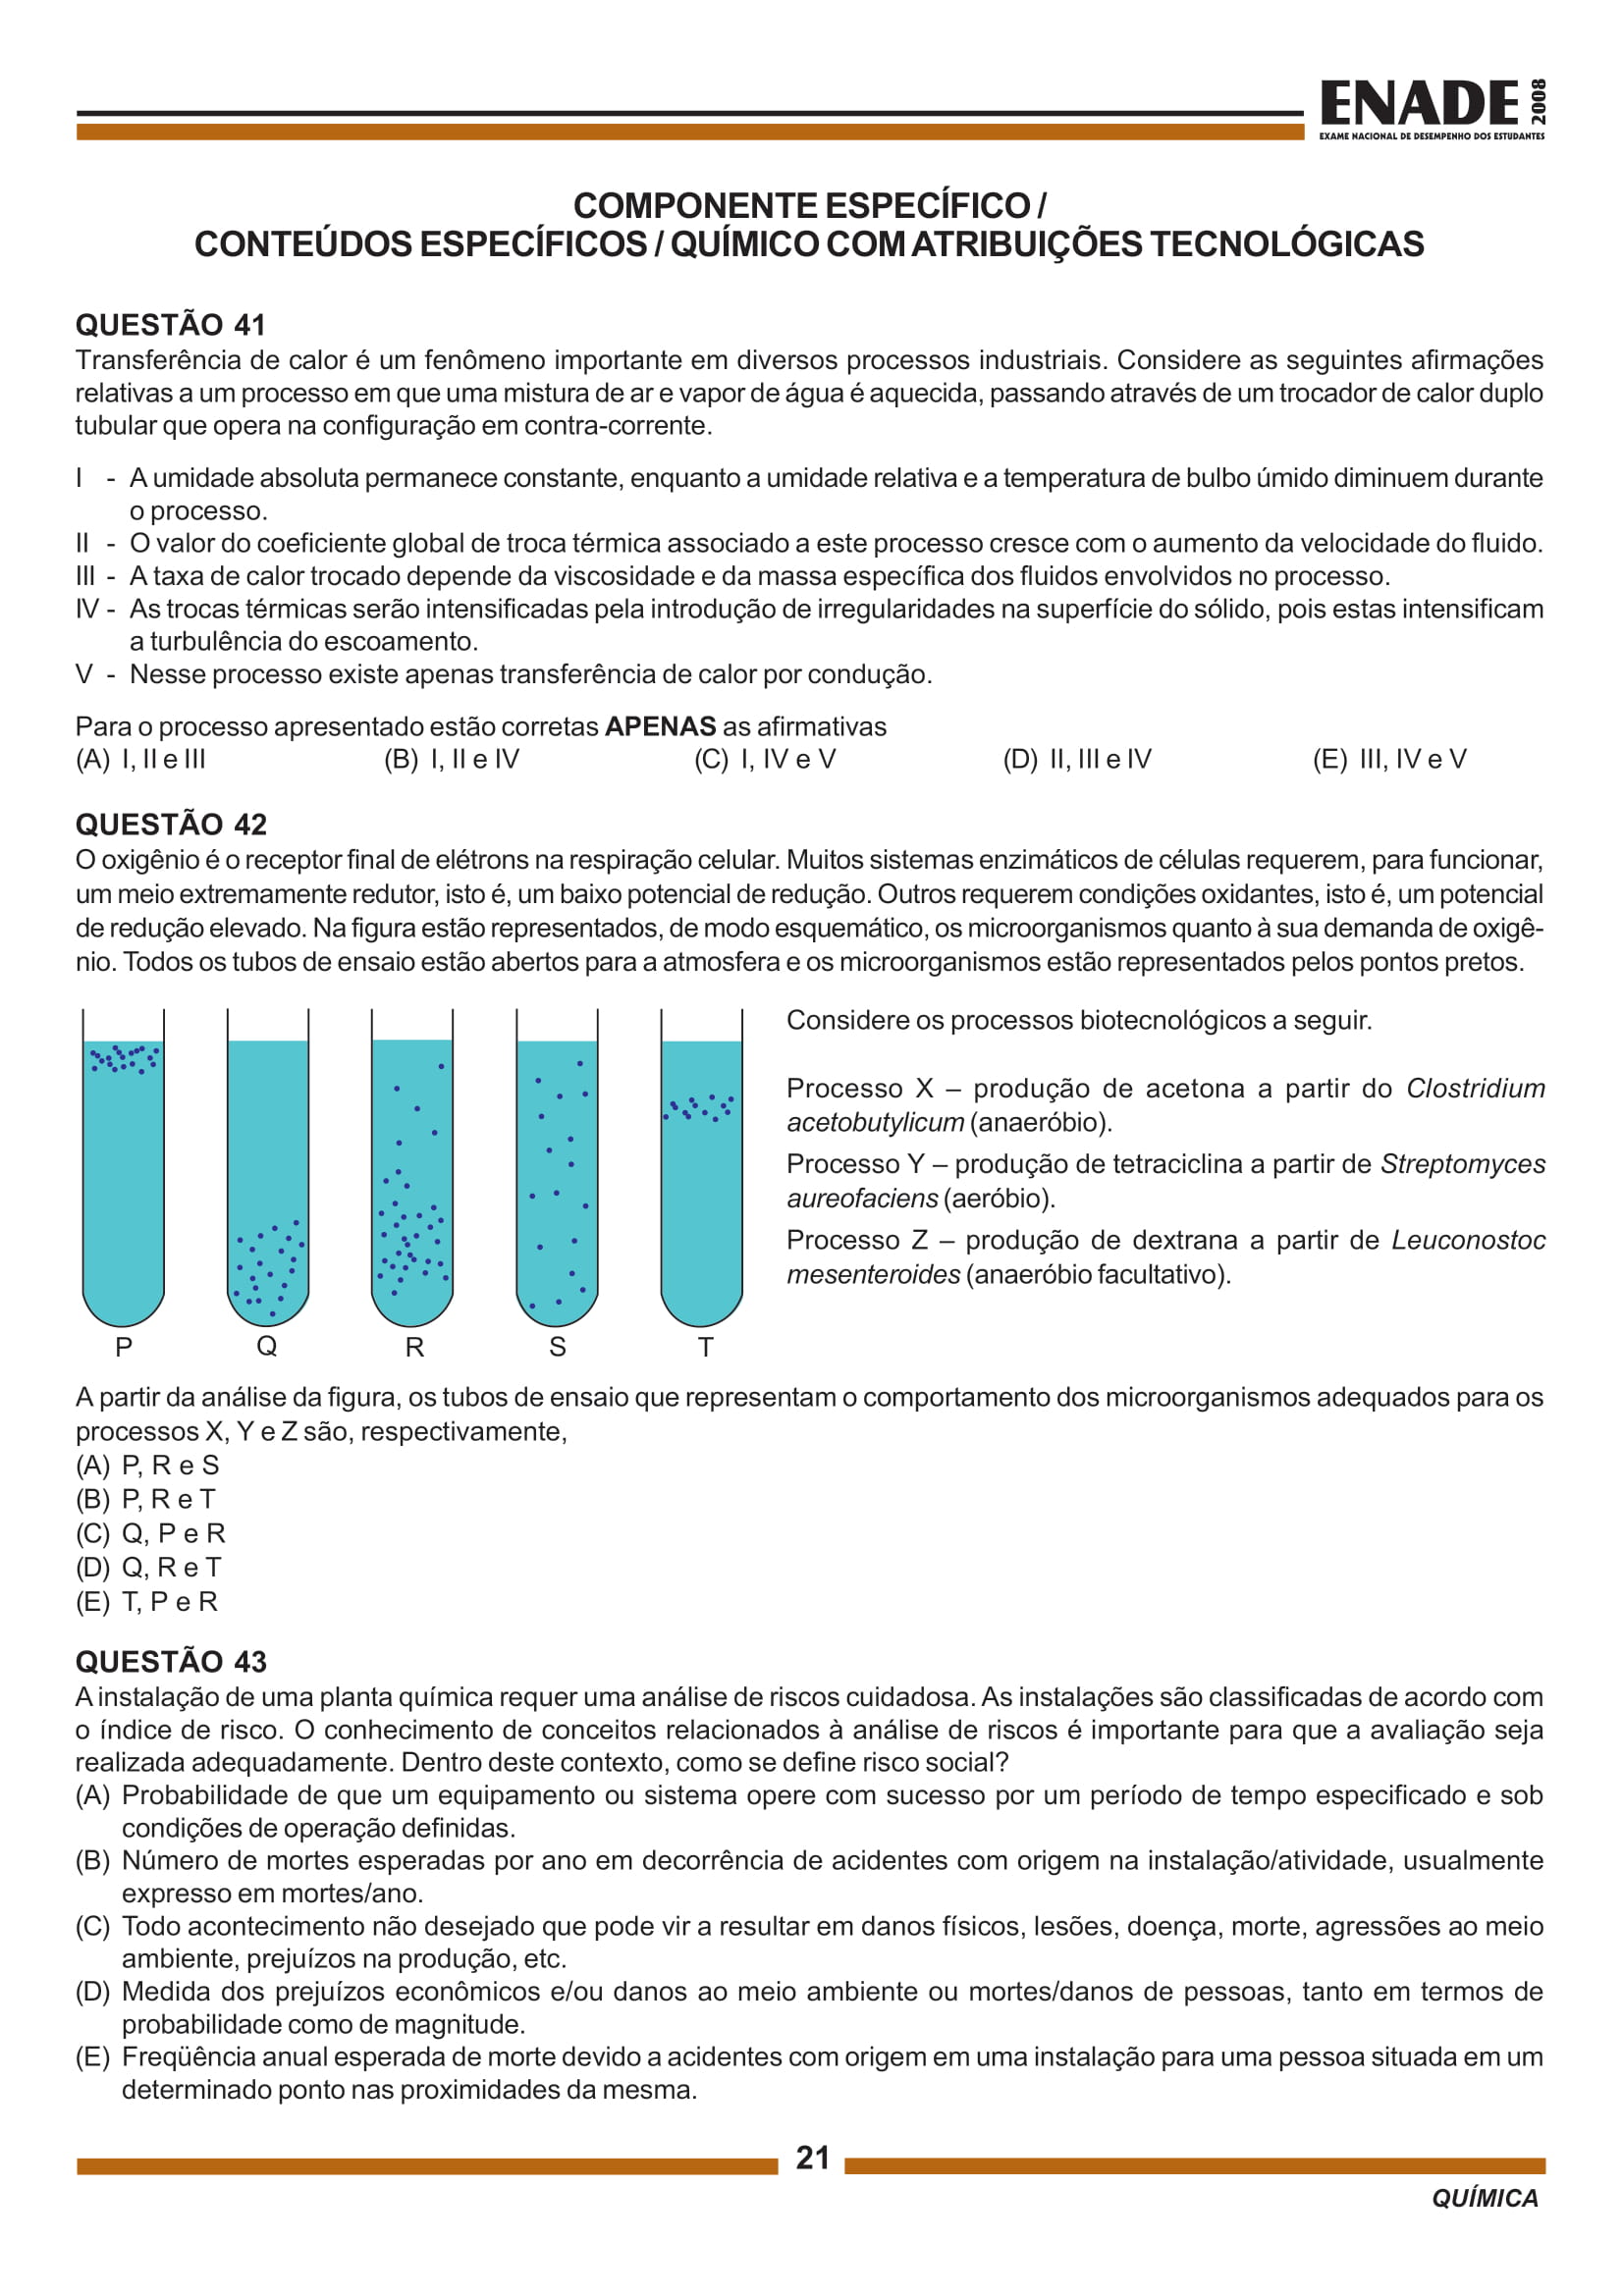 ENADE 2008
EXAME NACIONAL DE DESEMPENHO DOS ESTUDANTES
COMPONENTE ESPECÍFICO /
CONTEÚDOS ESPECÍFICOS / QUÍMICO COM ATRIBUIÇÕES TECNOLÓGICAS
QUESTÃO 41
Transferência de calor é um fenômeno importante em diversos processos industriais. Considere as seguintes afirmações
relativas a um processo em que uma mistura de ar e vapor de água é aquecida, passando através de um trocador de calor duplo
tubular que opera na configuração em contra-corrente.
I - A umidade absoluta permanece constante, enquanto a umidade relativa e a temperatura de bulbo úmido diminuem durante
o processo.
II - O valor do coeficiente global de troca térmica associado a este processo cresce com o aumento da velocidade do fluido.
III - A taxa de calor trocado depende da viscosidade e da massa específica dos fluidos envolvidos no processo.
IV - As trocas térmicas serão intensificadas pela introdução de irregularidades na superfície do sólido, pois estas intensificam
a turbulência do escoamento.
V - Nesse processo existe apenas transferência de calor por condução.
Para o processo apresentado estão corretas APENAS as afirmativas
(A) I, II e III (B) I, II e IV (C) I, IV e V (D) II, III e IV (E) III, IV e V
QUESTÃO 42
O oxigênio é o receptor final de elétrons na respiração celular. Muitos sistemas enzimáticos de células requerem, para funcionar,
um meio extremamente redutor, isto é, um baixo potencial de redução. Outros requerem condições oxidantes, isto é, um potencial
de redução elevado. Na figura estão representados, de modo esquemático, os microorganismos quanto à sua demanda de oxigê-
nio. Todos os tubos de ensaio estão abertos para a atmosfera e os microorganismos estão representados pelos pontos pretos.
P Q R S T
Considere os processos biotecnológicos a seguir.
Processo X – produção de acetona a partir do Clostridium
acetobutylicum (anaeróbio).
Processo Y – produção de tetraciclina a partir de Streptomyces
aureofaciens (aeróbio).
Processo Z – produção de dextrana a partir de Leuconostoc
mesenteroides (anaeróbio facultativo).
A partir da análise da figura, os tubos de ensaio que representam o comportamento dos microorganismos adequados para os
processos X, Y e Z são, respectivamente,
(A) P, R e S
(B) P, R e T
(C) Q, P e R
(D) Q, R e T
(E) T, P e R
QUESTÃO 43
A instalação de uma planta química requer uma análise de riscos cuidadosa. As instalações são classificadas de acordo com
o índice de risco. O conhecimento de conceitos relacionados à análise de riscos é importante para que a avaliação seja
realizada adequadamente. Dentro deste contexto, como se define risco social?
(A) Probabilidade de que um equipamento ou sistema opere com sucesso por um período de tempo especificado e sob
condições de operação definidas.
(B) Número de mortes esperadas por ano em decorrência de acidentes com origem na instalação/atividade, usualmente
expresso em mortes/ano.
(C) Todo acontecimento não desejado que pode vir a resultar em danos físicos, lesões, doença, morte, agressões ao meio
ambiente, prejuízos na produção, etc.
(D) Medida dos prejuízos econômicos e/ou danos ao meio ambiente ou mortes/danos de pessoas, tanto em termos de
probabilidade como de magnitude.
(E) Freqüência anual esperada de morte devido a acidentes com origem em uma instalação para uma pessoa situada em um
determinado ponto nas proximidades da mesma.
21
QUÍMICA